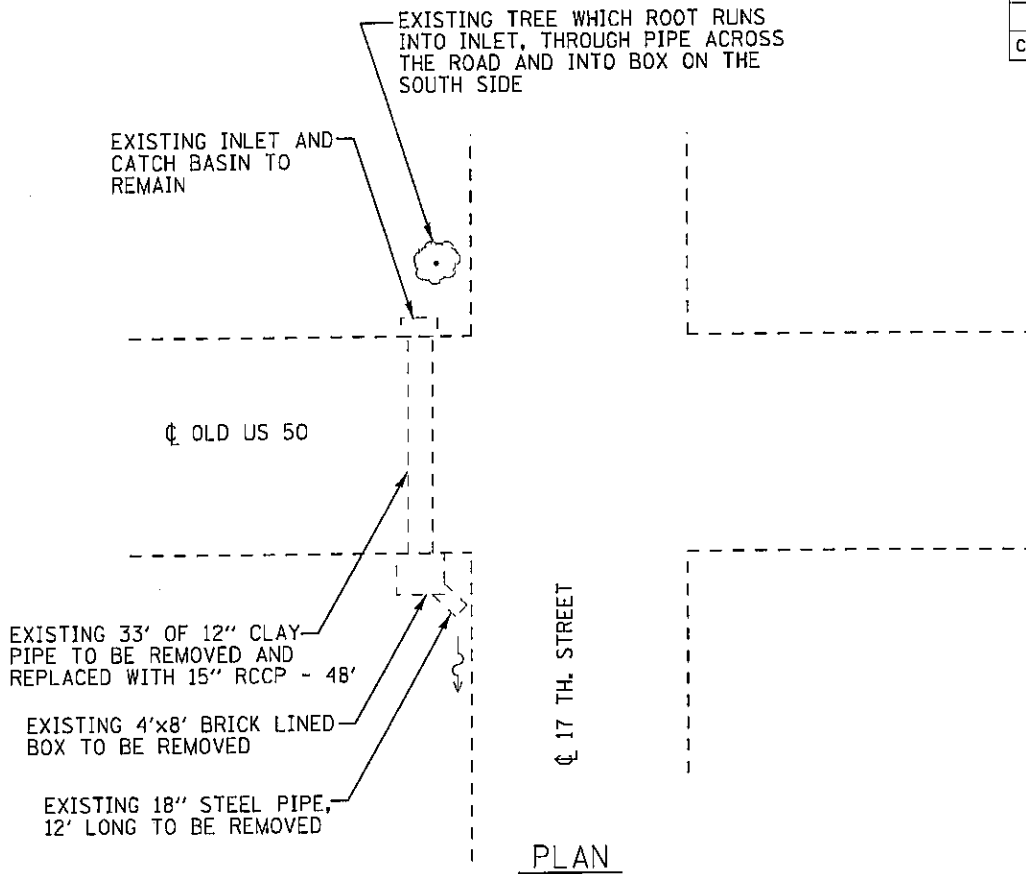 EXISTING TREE WHICH ROOT RUNS
INTO INLET, THROUGH PIPE ACROSS
THE ROAD AND INTO BOX ON THE
SOUTH SIDE
C
EXISTING INLET AND
CATCH BASIN TO
REMAIN
℄ OLD US 50
EXISTING 33' OF 12" CLAY
PIPE TO BE REMOVED AND
REPLACED WITH 15" RCCP - 48'
EXISTING 4'x8' BRICK LINED
BOX TO BE REMOVED
EXISTING 18" STEEL PIPE,
12' LONG TO BE REMOVED
℄ 17 TH. STREET
PLAN